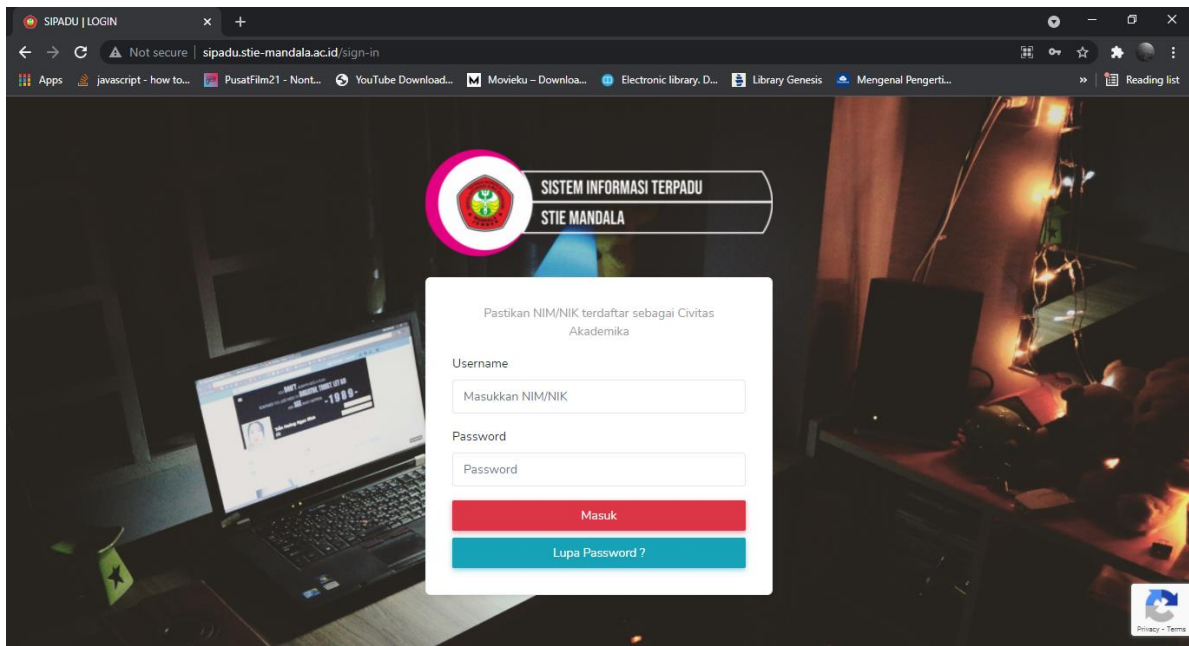 SIPADU | LOGIN
Not secure | sipadu.stie-mandala.ac.id/sign-in
Apps
javascript - how to...
PusatFilm21 - Nont...
YouTube Download...
Movieku – Downloa...
Electronic library. D...
Library Genesis
Mengenal Pengerti...
»
Reading list
SISTEM INFORMASI TERPADU
STIE MANDALA
Pastikan NIM/NIK terdaftar sebagai Civitas
Akademika
Username
Masukkan NIM/NIK
Password
Password
Masuk
Lupa Password ?
-1989-
Privacy - Terms